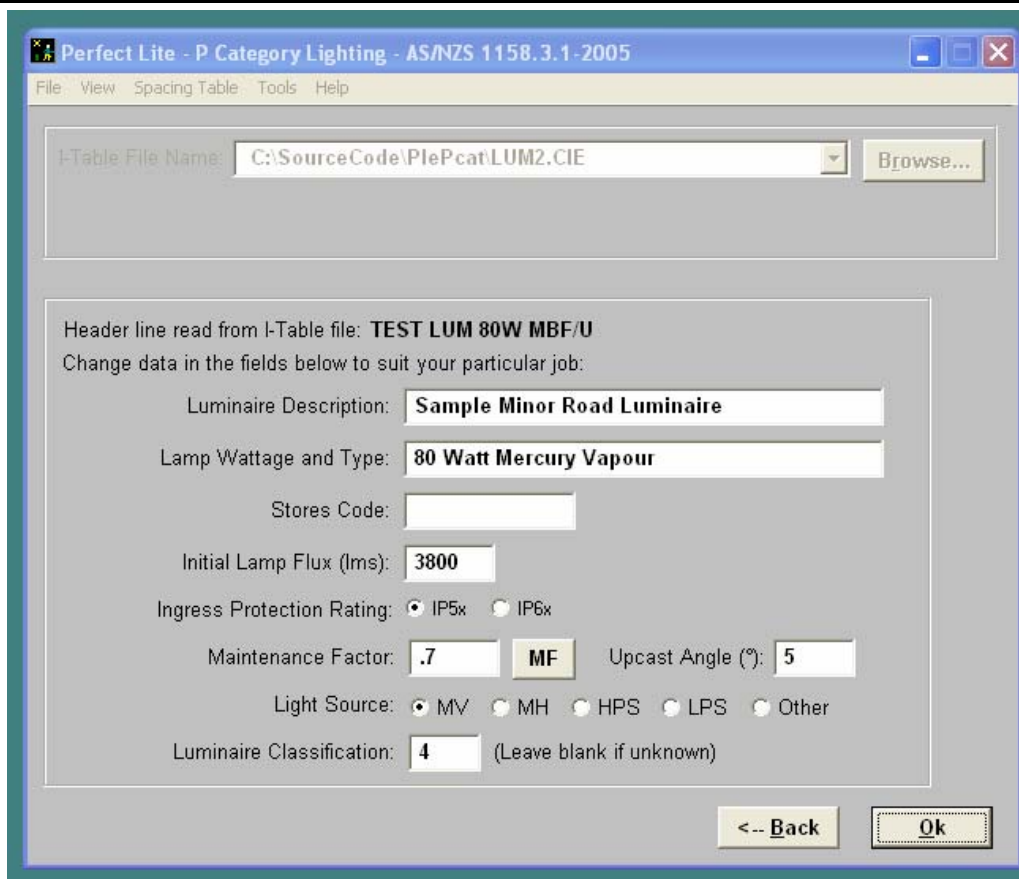 Perfect Lite - P Category Lighting - AS/NZS 1158.3.1-2005
File View Spacing Table Tools Help
I-Table File Name: C:\SourceCode\PlePcat\LUM2.CIE Browse...
Header line read from I-Table file: TEST LUM 80W MBF/U
Change data in the fields below to suit your particular job:
Luminaire Description: Sample Minor Road Luminaire
Lamp Wattage and Type: 80 Watt Mercury Vapour
Stores Code:
Initial Lamp Flux (lms): 3800
Ingress Protection Rating: IP5x IP6x
Maintenance Factor: .7 MF Upcast Angle (º): 5
Light Source: MV MH HPS LPS Other
Luminaire Classification: 4 (Leave blank if unknown)
<-- Back Ok